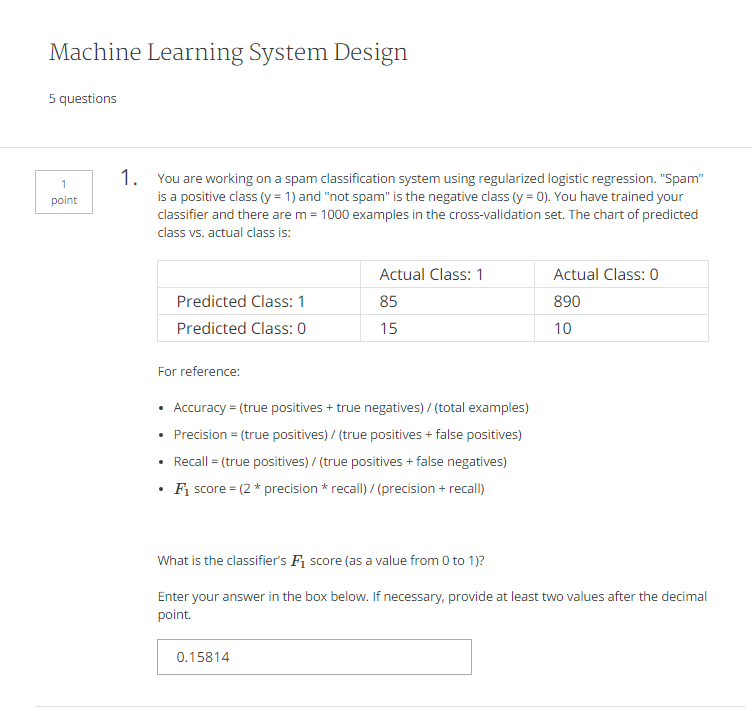 Machine Learning System Design
5 questions
1
point
1. You are working on a spam classification system using regularized logistic regression. "Spam"
is a positive class (y = 1) and "not spam" is the negative class (y = 0). You have trained your
classifier and there are m = 1000 examples in the cross-validation set. The chart of predicted
class vs. actual class is:
Actual Class: 1 Actual Class: 0
Predicted Class: 1 85 890
Predicted Class: 0 15 10
For reference:
• Accuracy = (true positives + true negatives) / (total examples)
• Precision = (true positives) / (true positives + false positives)
• Recall = (true positives) / (true positives + false negatives)
• F₁ score = (2 * precision * recall) / (precision + recall)
What is the classifier's F₁ score (as a value from 0 to 1)?
Enter your answer in the box below. If necessary, provide at least two values after the decimal
point.
0.15814